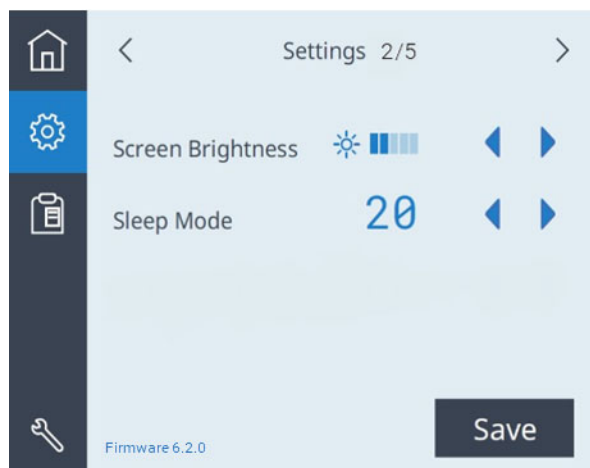 Settings 2/5
Screen Brightness
Sleep Mode 20
Firmware 6.2.0
Save